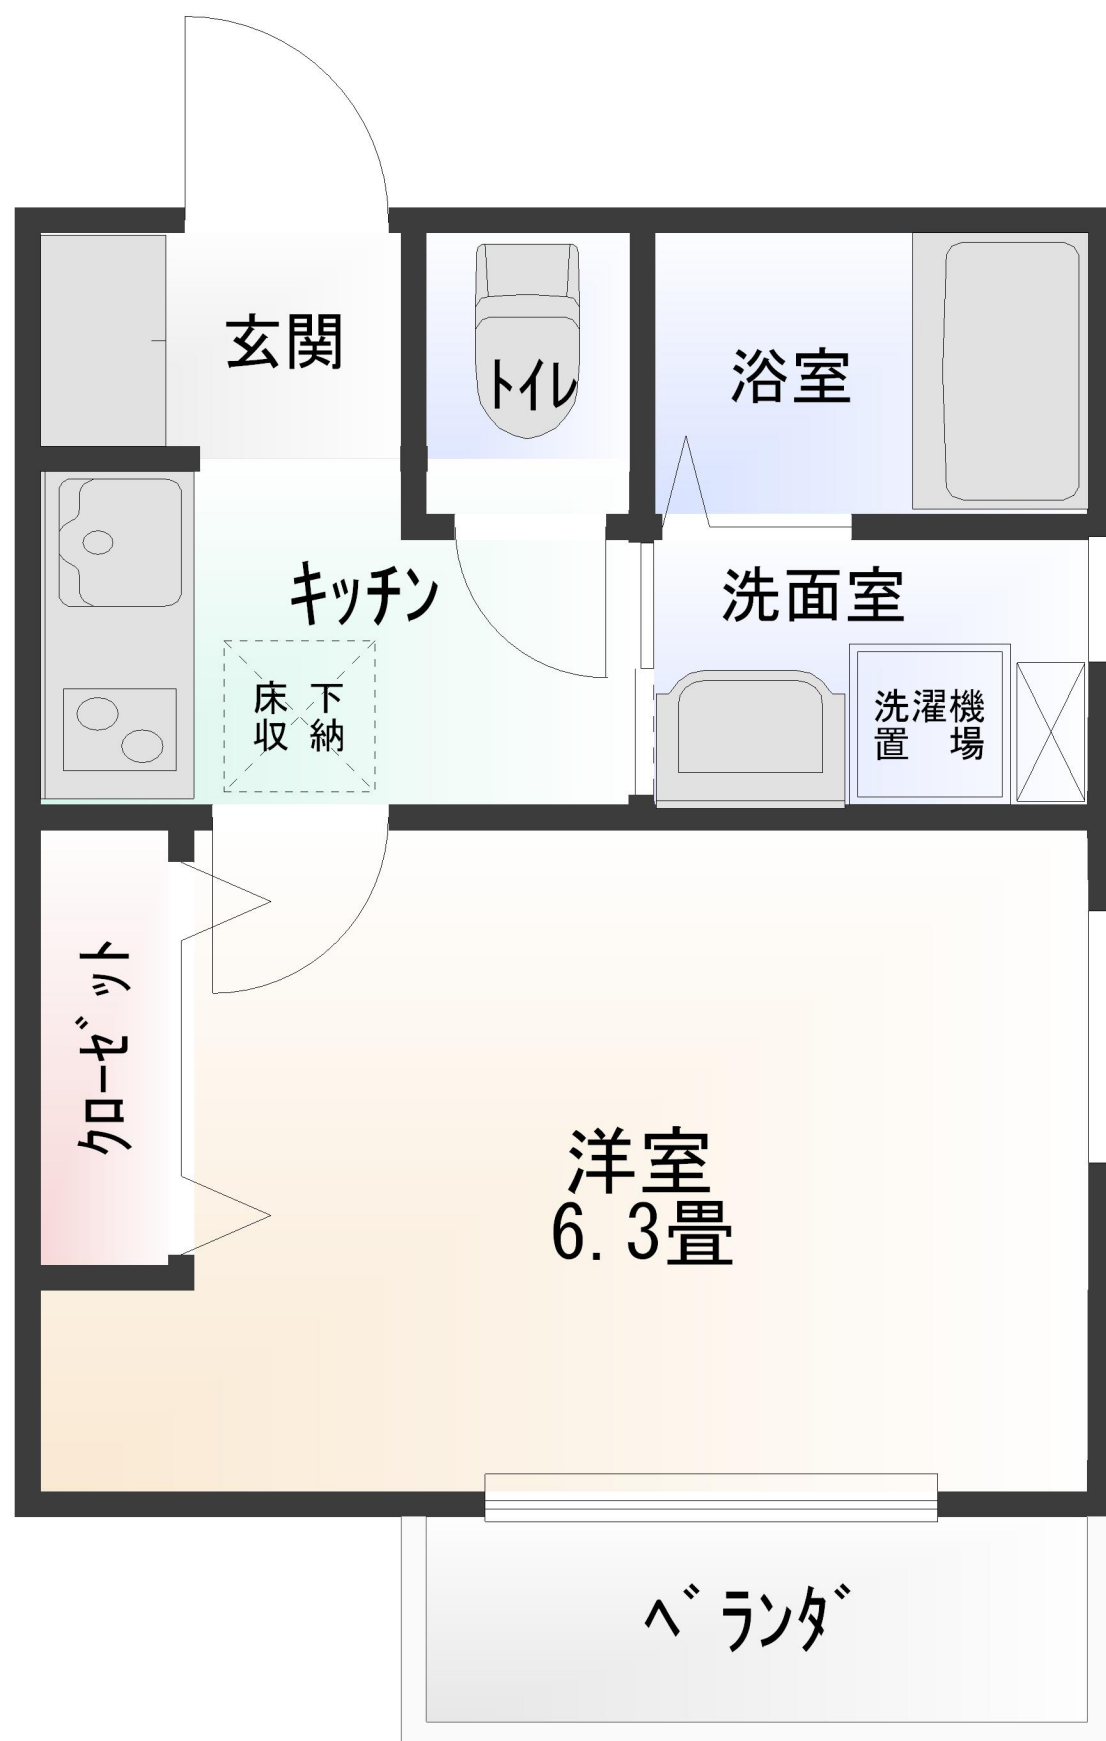 玄関
トイレ
浴室
キッチン
洗面室
床下
収納
洗濯機
置場
クローゼット
洋室
6.3畳
ベランダ